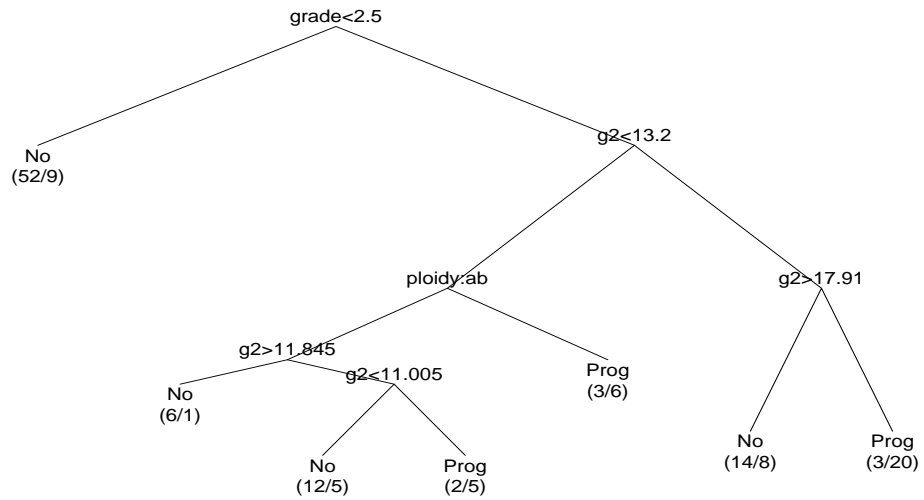 grade<2.5
No
(52/9)
g2<13.2
ploidy:ab
g2>17.91
g2>11.845
g2<11.005
No
(6/1)
Prog
(3/6)
No
(12/5)
Prog
(2/5)
No
(14/8)
Prog
(3/20)